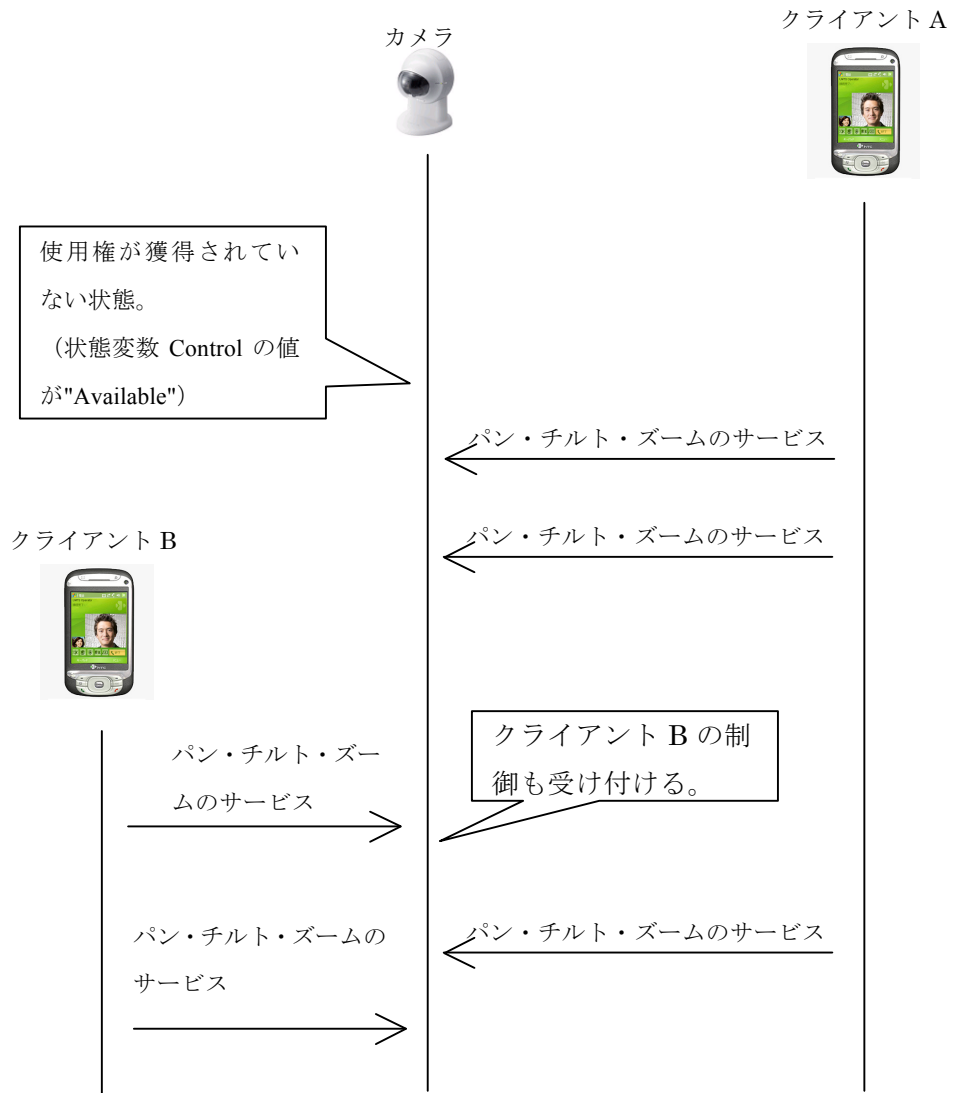 クライアント A
カメラ
使用権が獲得されてい
ない状態。
（状態変数 Control の値
が"Available"）
パン・チルト・ズームのサービス
パン・チルト・ズームのサービス
クライアント B
パン・チルト・ズー
ムのサービス
クライアント B の制
御も受け付ける。
パン・チルト・ズームの
サービス
パン・チルト・ズームのサービス